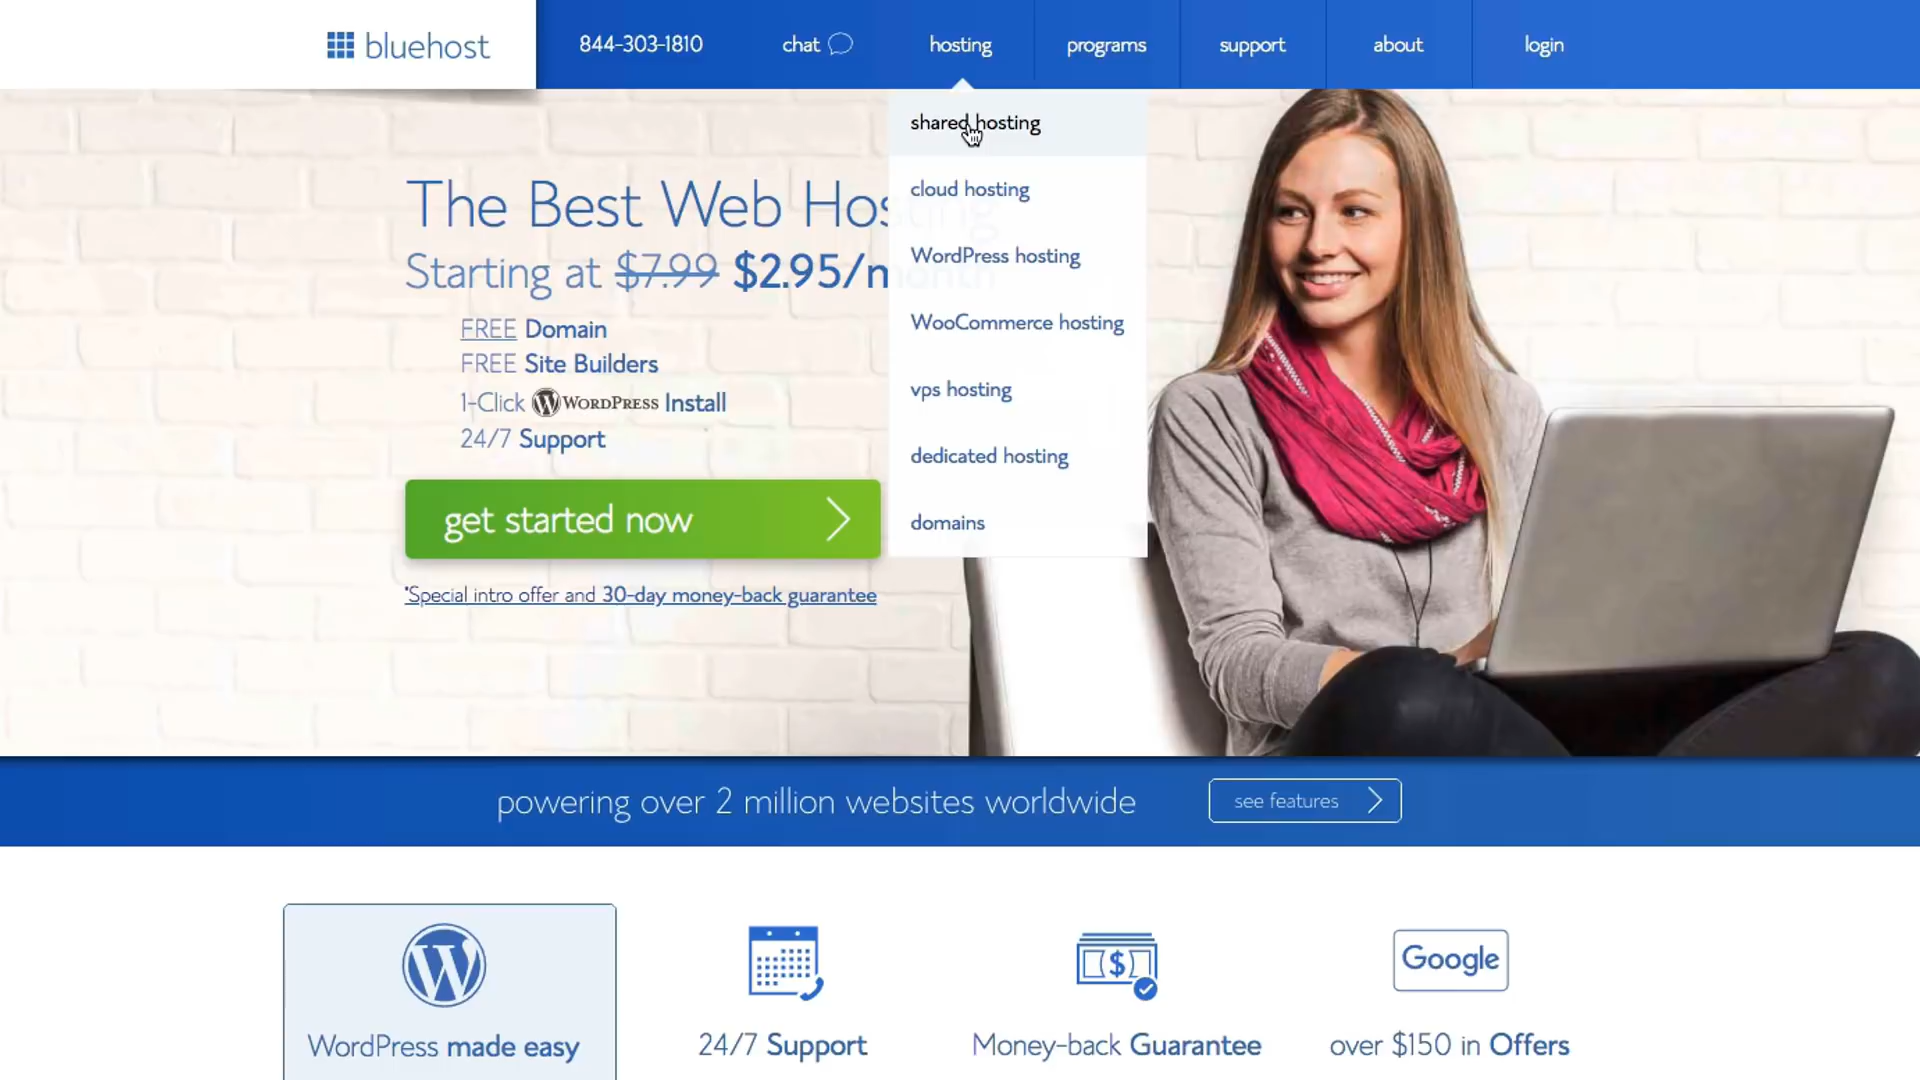 bluehost
844-303-1810
chat
hosting
programs
support
about
login
shared hosting
cloud hosting
WordPress hosting
WooCommerce hosting
vps hosting
dedicated hosting
domains
The Best Web Hosting
Starting at $7.99 $2.95/month
FREE Domain
FREE Site Builders
1-Click WORDPRESS Install
24/7 Support
get started now
*Special intro offer and 30-day money-back guarantee
powering over 2 million websites worldwide
see features
WordPress made easy
24/7 Support
$
Money-back Guarantee
Google
over $150 in Offers